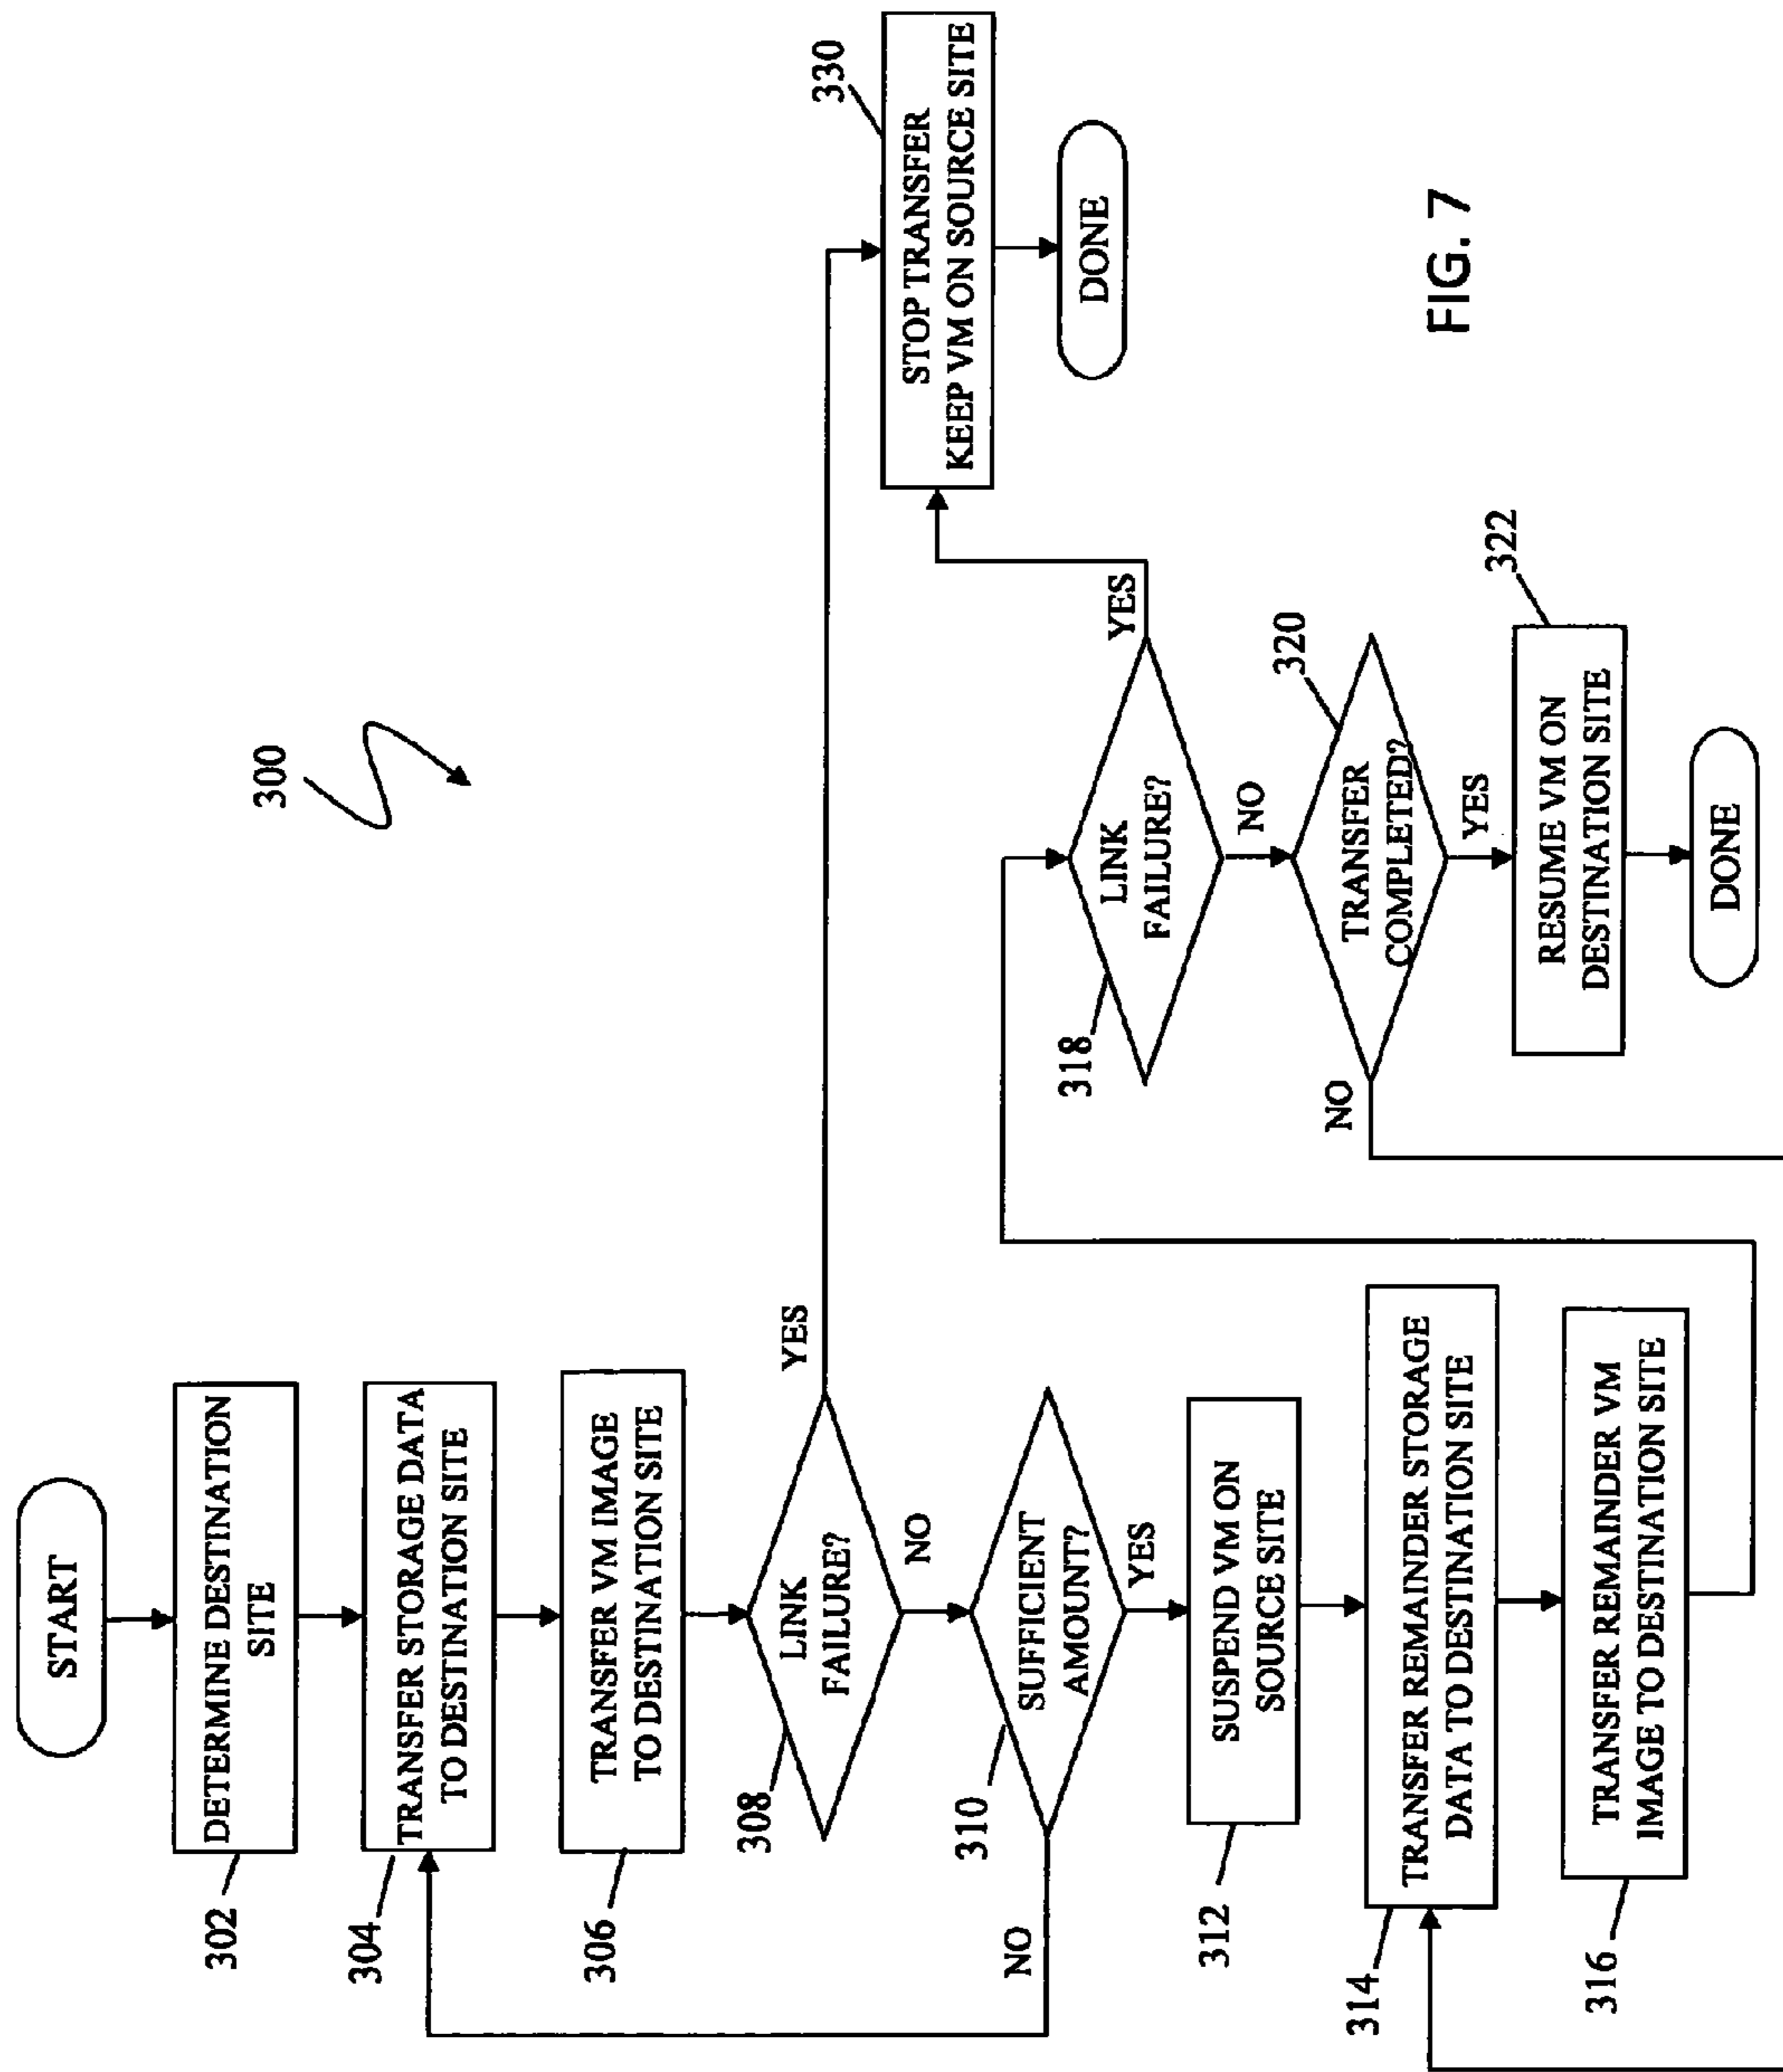 300
START
DETERMINE DESTINATION
SITE
302
TRANSFER STORAGE DATA
TO DESTINATION SITE
304
TRANSFER VM IMAGE
TO DESTINATION SITE
306
LINK
FAILURE?
308
YES
NO
SUFFICIENT
AMOUNT?
310
NO
YES
SUSPEND VM ON
SOURCE SITE
312
TRANSFER REMAINDER STORAGE
DATA TO DESTINATION SITE
314
TRANSFER REMAINDER VM
IMAGE TO DESTINATION SITE
316
LINK
FAILURE?
318
YES
NO
TRANSFER
COMPLETED?
320
NO
YES
RESUME VM ON
DESTINATION SITE
322
DONE
STOP TRANSFER
KEEP VM ON SOURCE SITE
330
DONE
FIG. 7